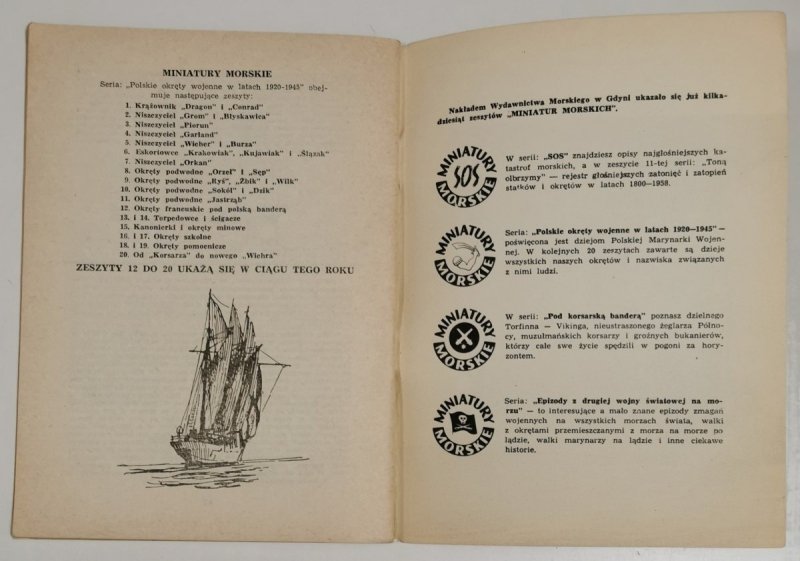 MINIATURY MORSKIE
Seria: „Polskie okręty wojenne w latach 1920-1945" obej-
muje następujące zeszyty:
1. Krążownik „Dragon" i „Conrad"
2. Niszczyciel „Grom" i „Błyskawica"
3. Niszczyciel „Piorun"
4. Niszczyciel „Garland"
5. Niszczyciel „Wicher" i „Burza"
6. Eskortowce „Krakowiak", „Kujawiak" i „Ślązak"
7. Niszczyciel „Orkan"
8. Okręty podwodne „Orzeł" i „Sęp"
9. Okręty podwodne „Ryś", „Żbik" i „Wilk"
10. Okręty podwodne „Sokół" i „Dzik"
11. Okręty podwodne „Jastrząb"
12. Okręty francuskie pod polską banderą
13. i 14. Torpedowce i ścigacze
15. Kanonierki i okręty minowe
16. i 17. Okręty szkolne
18. i 19. Okręty pomocnicze
20. Od „Korsarza" do nowego „Wichra"
ZESZYTY 12 DO 20 UKAŻĄ SIĘ W CIĄGU TEGO ROKU
Nakładem Wydawnictwa Morskiego w Gdyni ukazało się już kilka-
dziesiąt zeszytów „MINIATUR MORSKICH".
MINIATURY
SOS
MORSKIE
W serii: „SOS" znajdziesz opisy najgłośniejszych ka-
tastrof morskich, a w zeszycie 11-tej serii: „Toną
olbrzymy" — rejestr głośniejszych zatonięć i zatopień
statków i okrętów w latach 1800—1958.
MINIATURY
MORSKIE
Seria: „Polskie okręty wojenne w latach 1920—1945" —
poświęcona jest dziejom Polskiej Marynarki Wojen-
nej. W kolejnych 20 zeszytach zawarte są dzieje
wszystkich naszych okrętów i nazwiska związanych
z nimi ludzi.
MINIATURY
MORSKIE
W serii: „Pod korsarską banderą" poznasz dzielnego
Torfinna — Vikinga, nieustraszonego żeglarza Półno-
cy, muzułmańskich korsarzy i groźnych bukanierów,
którzy całe swe życie spędzili w pogoni za hory-
zontem.
MINIATURY
MORSKIE
Seria: „Epizody z drugiej wojny światowej na mo-
rzu" — to interesujące a mało znane epizody zmagań
wojennych na wszystkich morzach świata, walki
z okrętami przemieszczanymi z morza na morze po
lądzie, walki marynarzy na lądzie i inne ciekawe
historie.